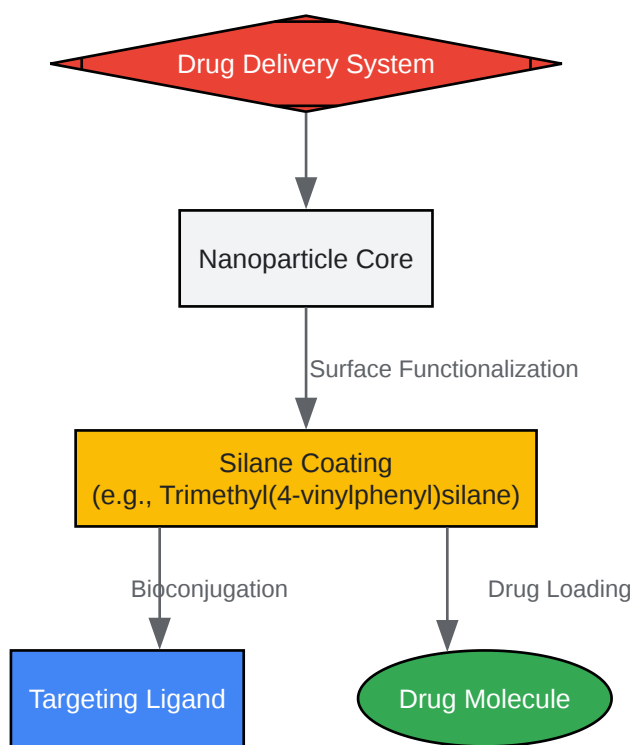 Drug Delivery System
Nanoparticle Core
Surface Functionalization
Silane Coating
(e.g., Trimethyl(4-vinylphenyl)silane)
Bioconjugation
Drug Loading
Targeting Ligand
Drug Molecule